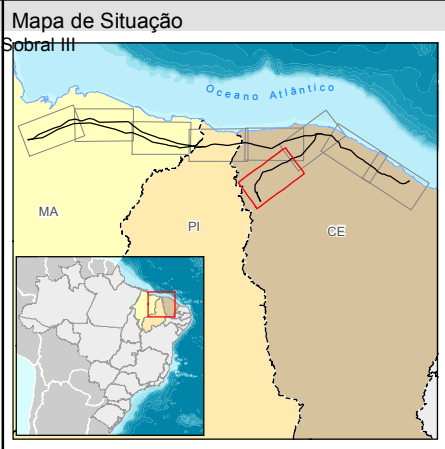 Mapa de Situação
Sobral III
Oceano Atlântico
MA
PI
CE